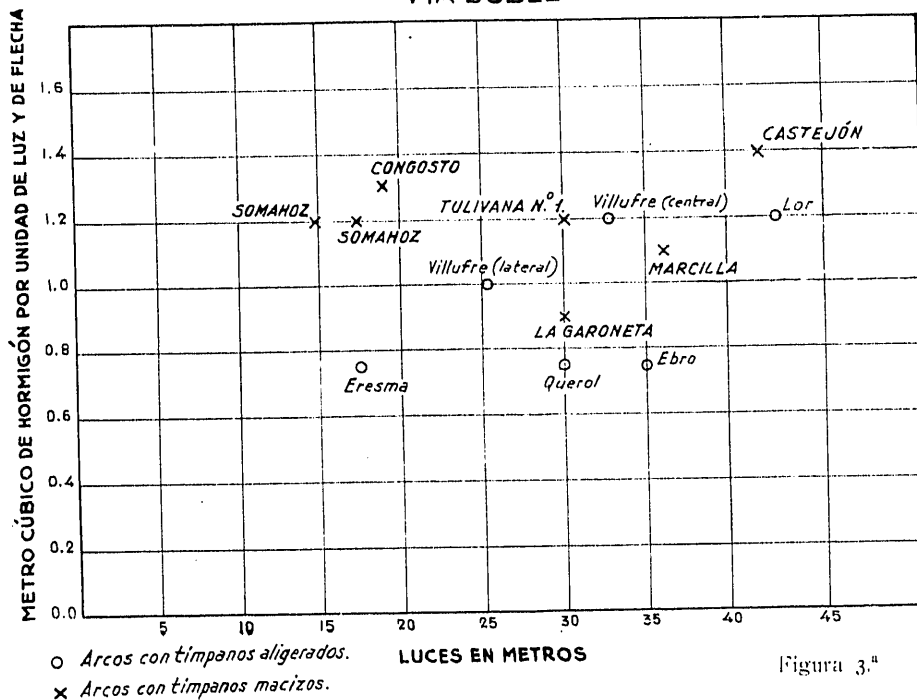 METRO CÚBICO DE HORMIGÓN POR UNIDAD DE LUZ Y DE FLECHA
1.6
1.4
1.2
1.0
0.8
0.6
0.4
0.2
0.0
CASTEJÓN
CONGOSTO
SOMAHOZ
SOMAHOZ
TULIVANA N.º 1.
Villufre (central)
Lor
MARCILLA
Villufre (lateral)
LA GARONETA
Eresma
Querol
Ebro
5 10 15 20 25 30 35 40 45
LUCES EN METROS
o Arcos con tímpanos aligerados.
x Arcos con tímpanos macizos.
Figura 3.ª